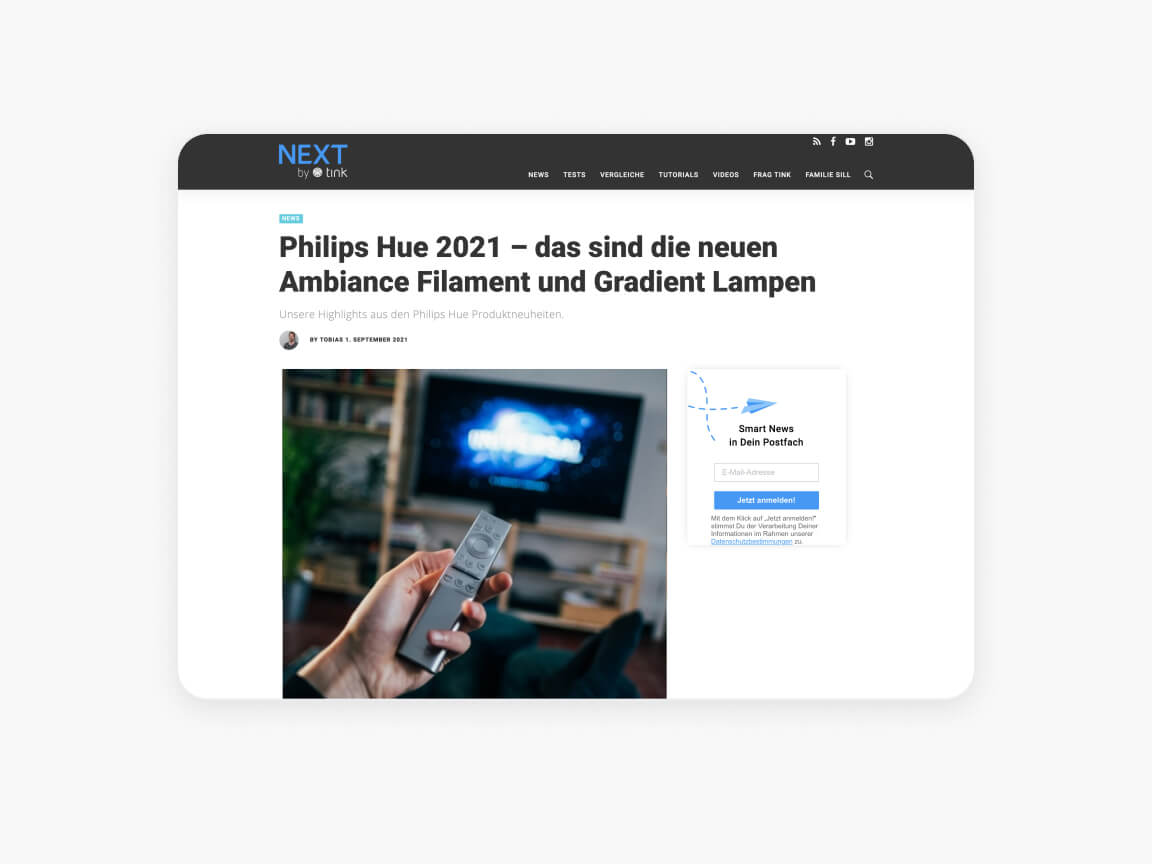 NEXT
by tink
NEWS TESTS VERGLEICHE TUTORIALS VIDEOS FRAG TINK FAMILIE SILL
NEWS
Philips Hue 2021 – das sind die neuen
Ambiance Filament und Gradient Lampen
Unsere Highlights aus den Philips Hue Produktneuheiten.
BY TOBIAS 1. SEPTEMBER 2021
UNIVERSAL
Smart News
in Dein Postfach
E-Mail-Adresse
Jetzt anmelden!
Mit dem Klick auf „Jetzt anmelden!"
stimmst Du der Verarbeitung Deiner
Informationen im Rahmen unserer
Datenschutzbestimmungen zu.